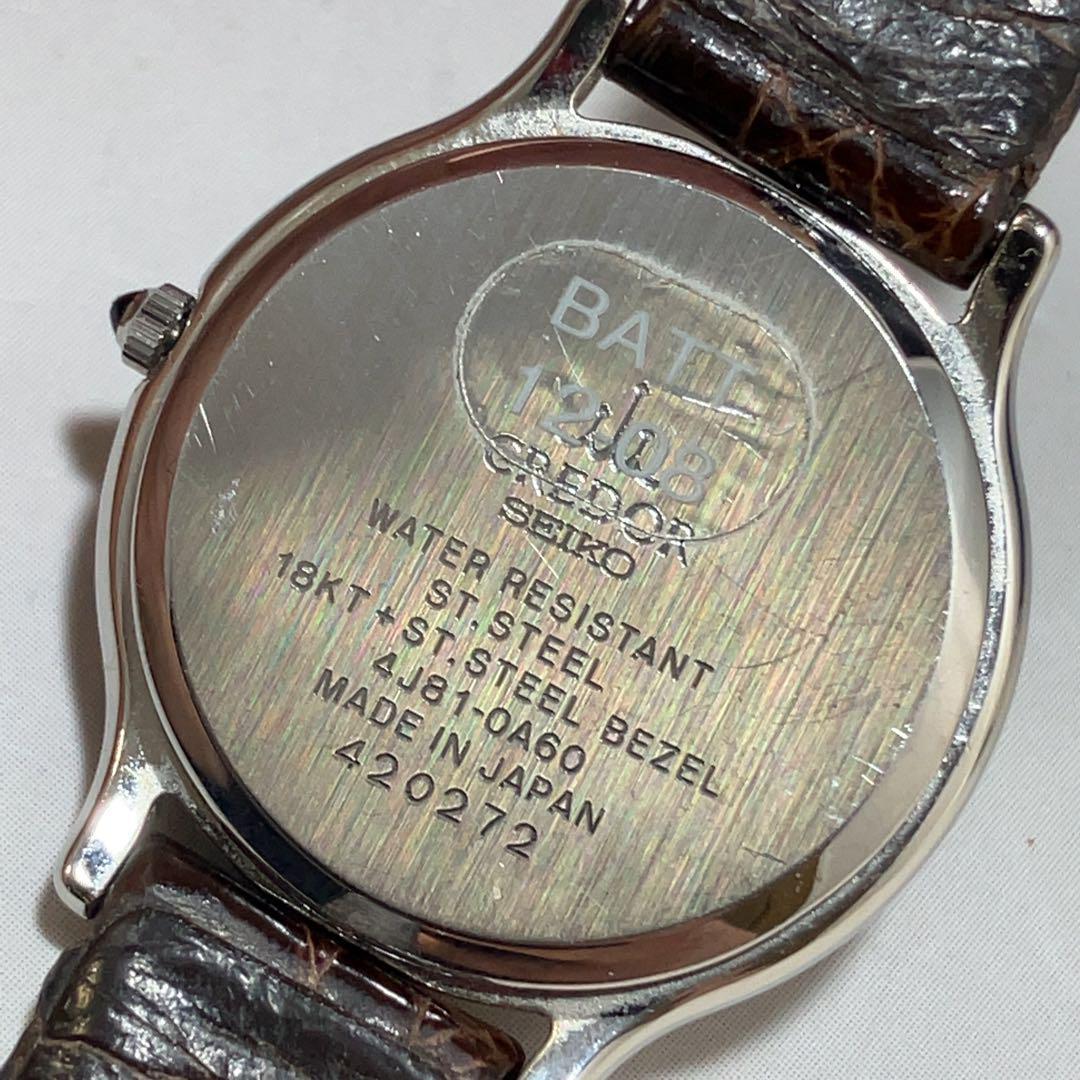 BATT
12.08
CREDOR
SEIKO
WATER RESISTANT
ST.STEEL
18KT+ST.STEEL BEZEL
4J81-0A60
MADE IN JAPAN
420272